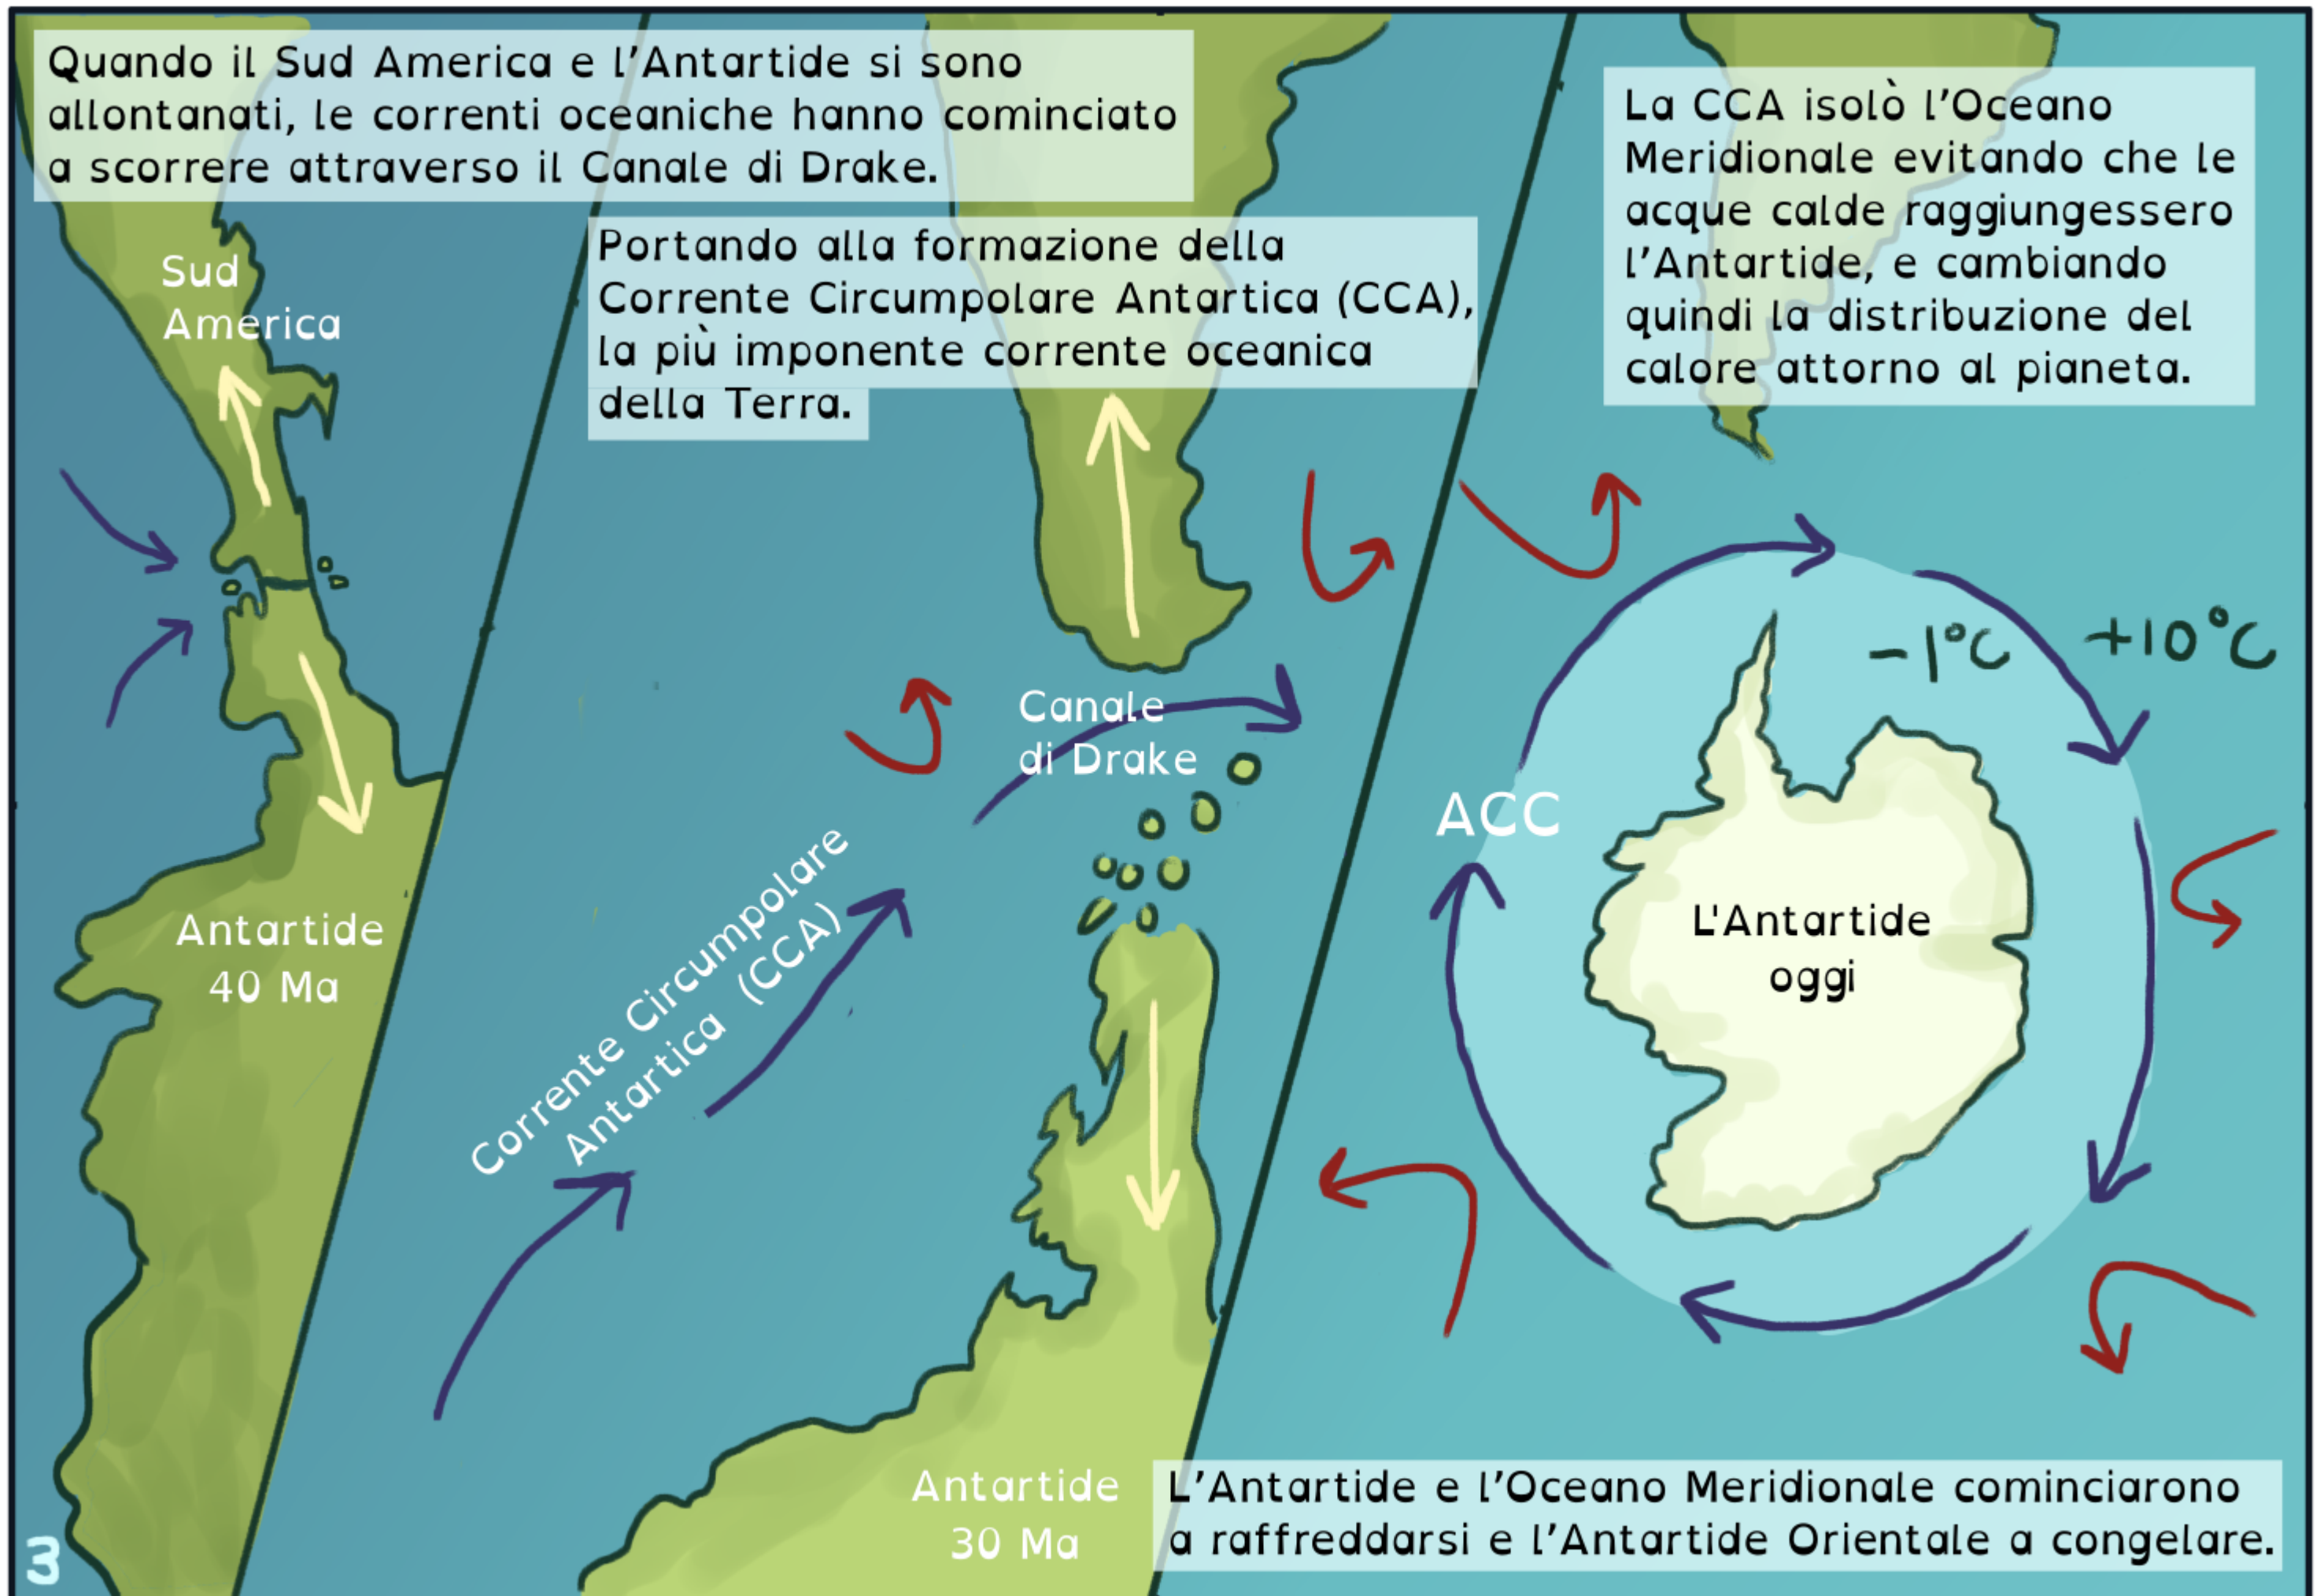 Quando il Sud America e l'Antartide si sono
allontanati, le correnti oceaniche hanno cominciato
a scorrere attraverso il Canale di Drake.
Sud
America
Antartide
40 Ma
Portando alla formazione della
Corrente Circumpolare Antartica (CCA),
la più imponente corrente oceanica
della Terra.
Canale
di Drake
Corrente Circumpolare
Antartica (CCA)
Antartide
30 Ma
La CCA isolò l'Oceano
Meridionale evitando che le
acque calde raggiungessero
l'Antartide, e cambiando
quindi la distribuzione del
calore attorno al pianeta.
-1°C
+10°C
ACC
L'Antartide
oggi
L'Antartide e l'Oceano Meridionale cominciarono
a raffreddarsi e l'Antartide Orientale a congelare.
3